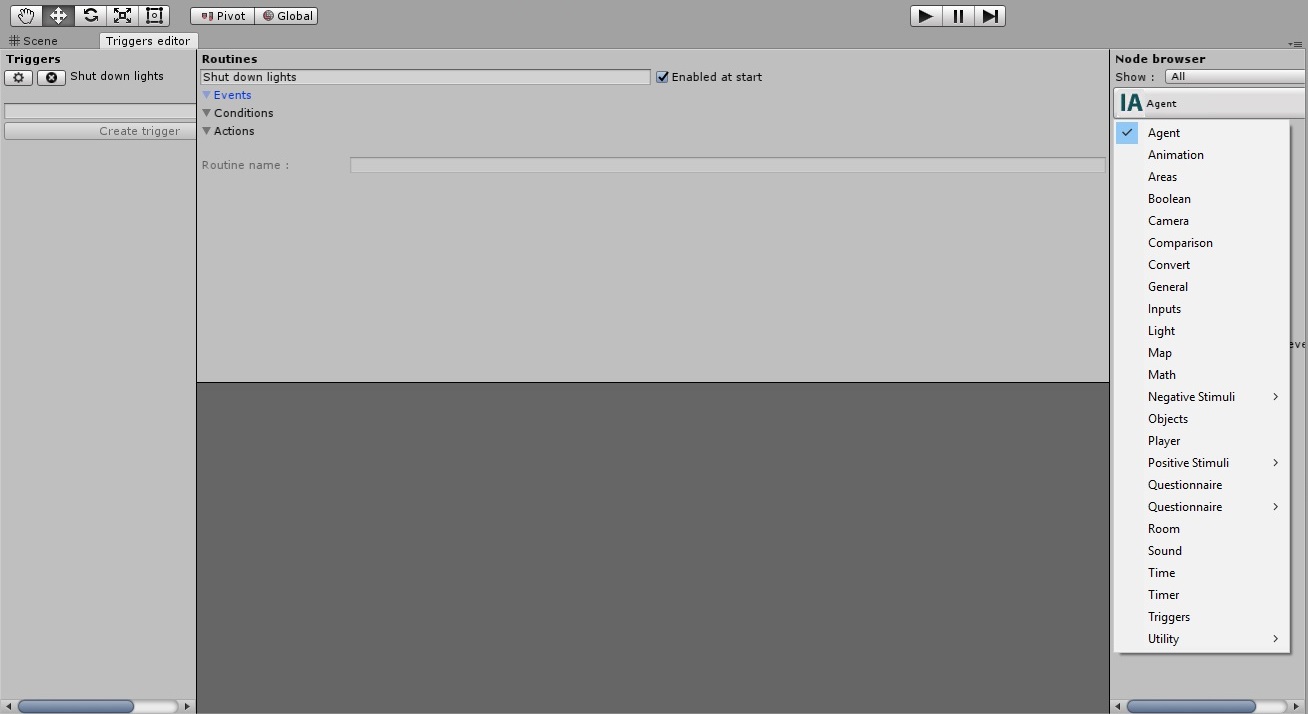 Pivot Global
Scene Triggers editor
Triggers
Shut down lights
Create trigger
Routines
Shut down lights Enabled at start
Events
Conditions
Actions
Routine name :
Node browser
Show : All
IA Agent
Agent
Animation
Areas
Boolean
Camera
Comparison
Convert
General
Inputs
Light
Map
Math
Negative Stimuli
Objects
Player
Positive Stimuli
Questionnaire
Questionnaire
Room
Sound
Time
Timer
Triggers
Utility